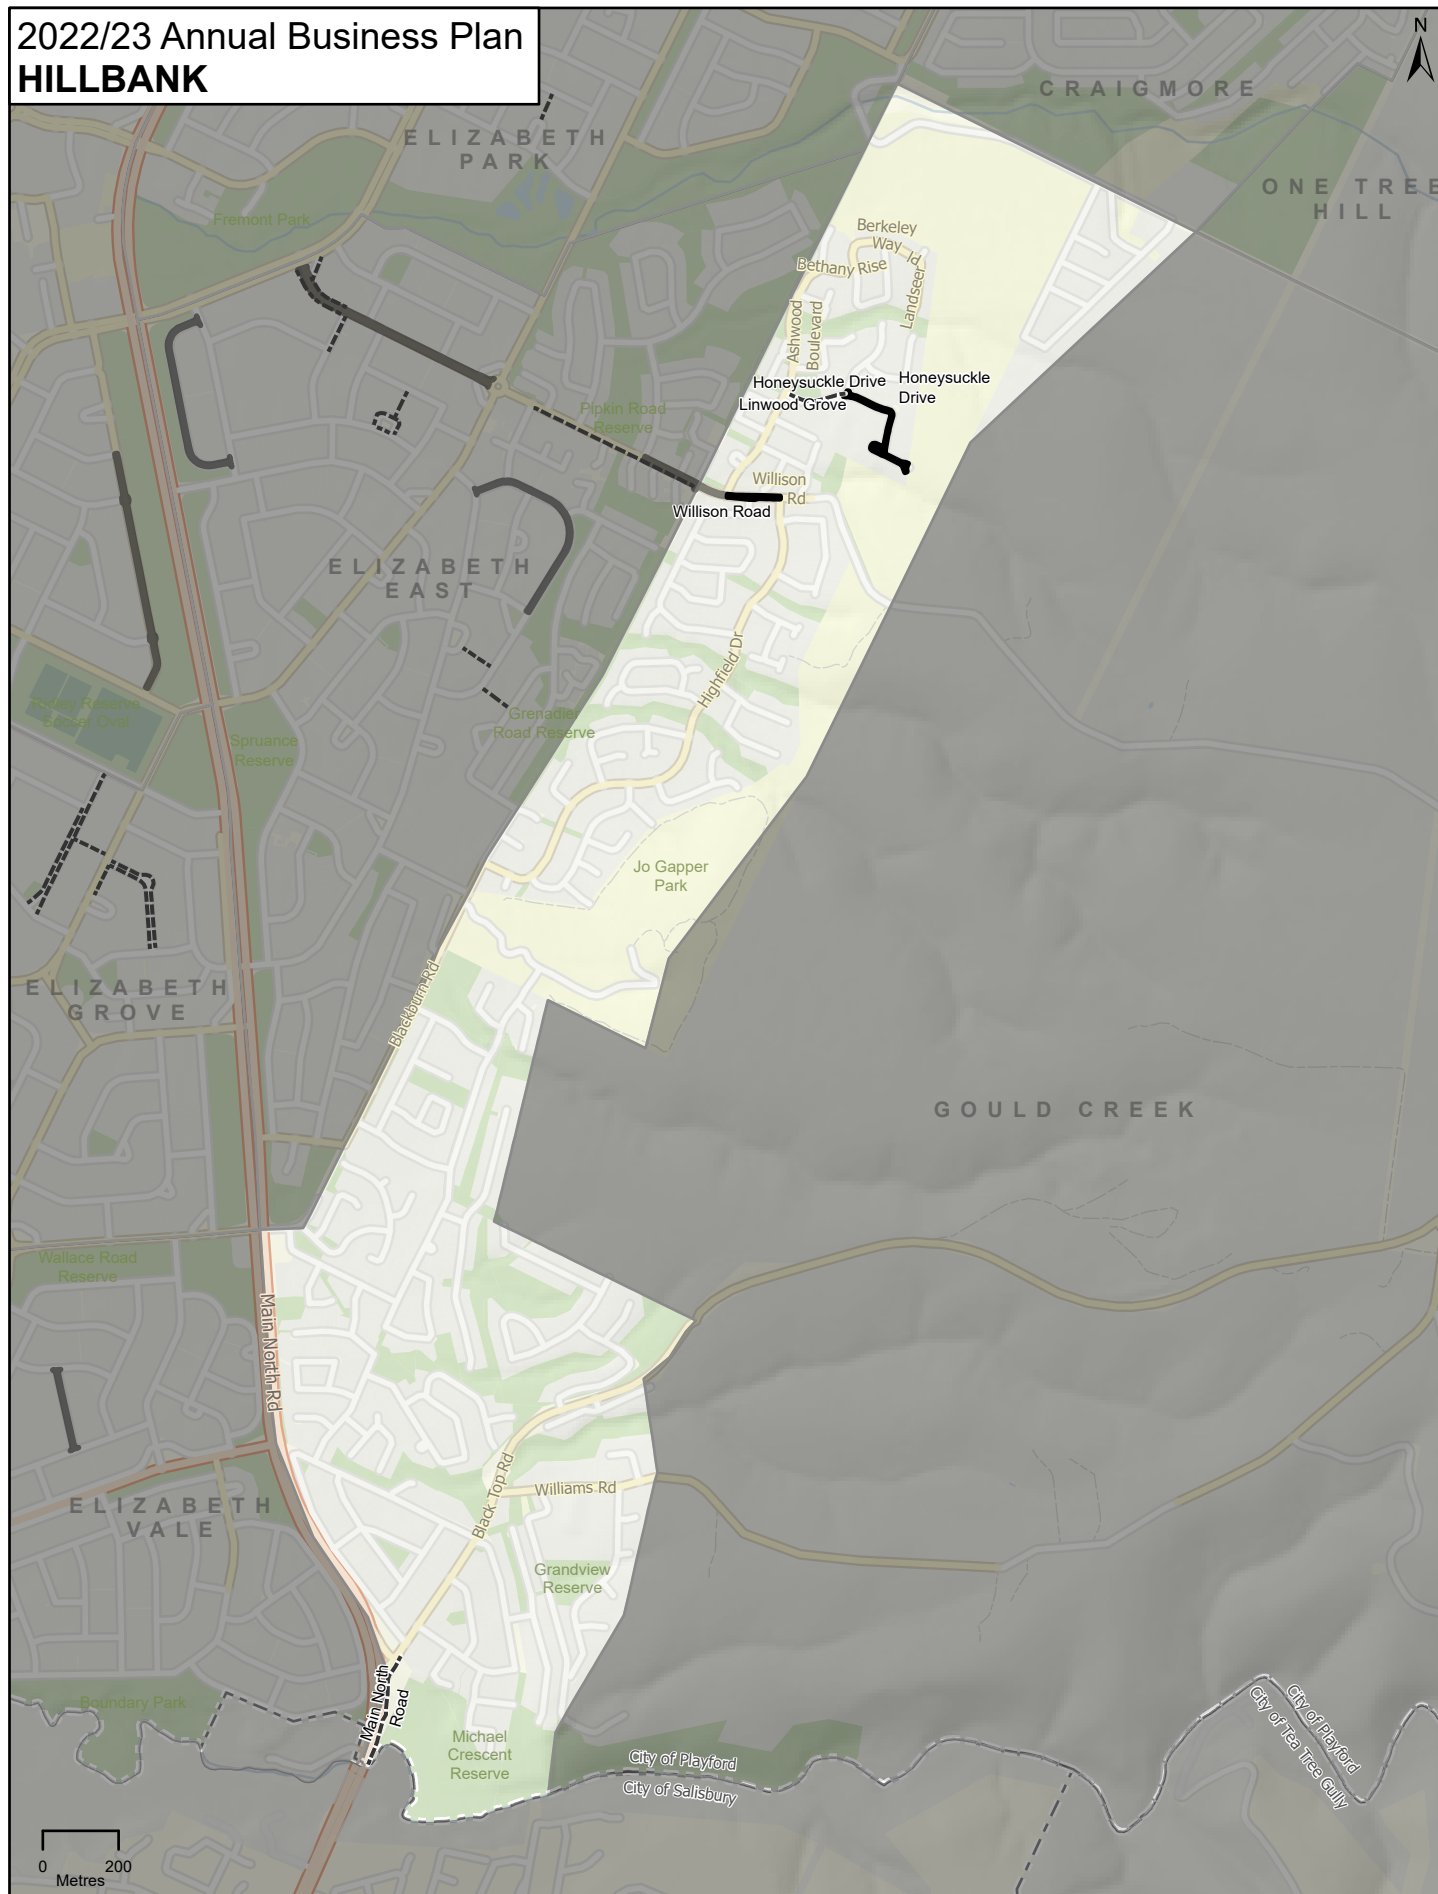 2022/23 Annual Business Plan
HILLBANK
N
CRAIGMORE
ELIZABETH
PARK
ONE TREE
HILL
Fremont Park
Berkeley
Way
Bethany Rise
Landseer
Ashwood
Boulevard
Honeysuckle Drive
Honeysuckle
Drive
Linwood Grove
Pipkin Road
Reserve
Willison
Rd
Willison Road
ELIZABETH
EAST
Highfield Dr
Ridley Reserve
Soccer Oval
Grenadier
Road Reserve
Spruance
Reserve
Jo Gapper
Park
Blackburn Rd
ELIZABETH
GROVE
GOULD CREEK
Wallace Road
Reserve
Main North Rd
Black Top Rd
Williams Rd
ELIZABETH
VALE
Grandview
Reserve
Main North
Road
Boundary Park
Michael
Crescent
Reserve
City of Playford
City of Salisbury
City of Playford
City of Tea Tree Gully
0 200
Metres